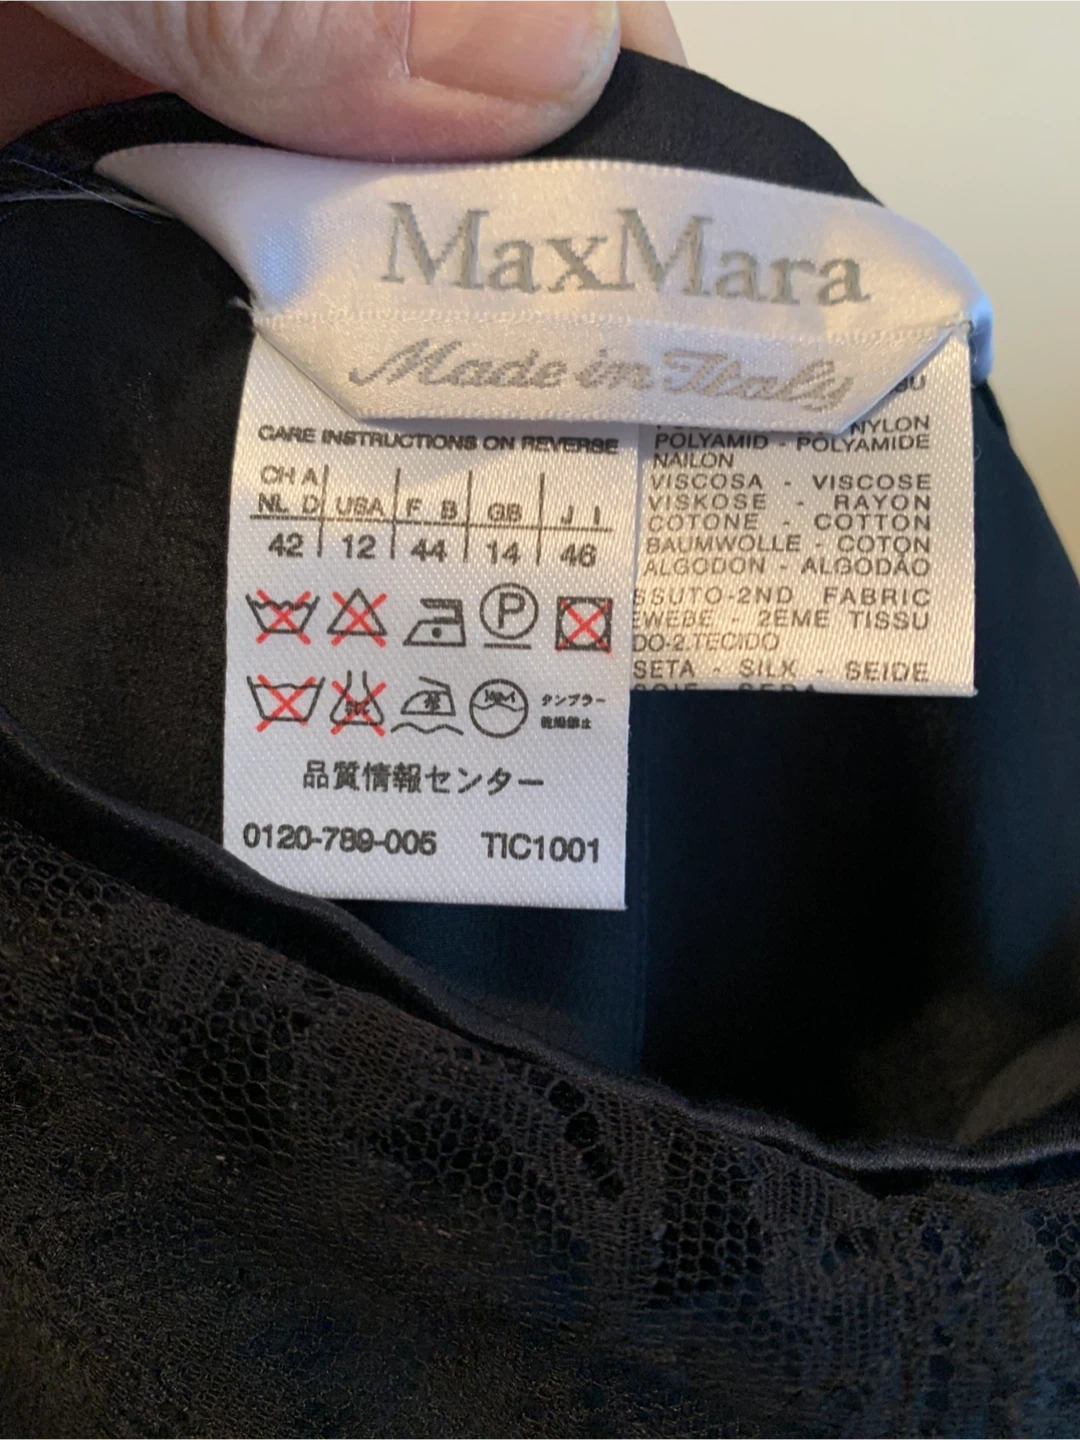 MaxMara
Made in Italy
CARE INSTRUCTIONS ON REVERSE
CH A
NL D USA F B GB J I
42 12 44 14 46
P
タンブラー
乾燥禁止
品質情報センター
0120-789-005 TIC1001
NYLON
POLYAMID - POLYAMIDE
NAILON
VISCOSA - VISCOSE
VISKOSE - RAYON
COTONE - COTTON
BAUMWOLLE - COTON
ALGODON - ALGODÃO
SSUTO-2ND FABRIC
EWEBE - 2EME TISSU
DO-2.TECIDO
SETA - SILK - SEIDE
SOIE SEDA